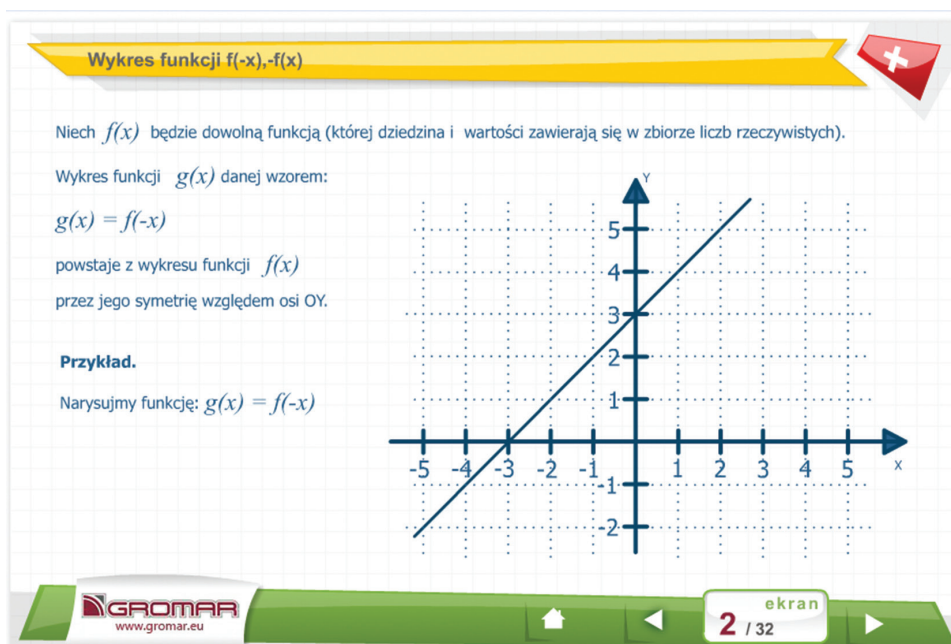 Wykres funkcji f(-x),-f(x)
Niech f(x) będzie dowolną funkcją (której dziedzina i wartości zawierają się w zbiorze liczb rzeczywistych).
Wykres funkcji g(x) danej wzorem:
g(x) = f(-x)
powstaje z wykresu funkcji f(x)
przez jego symetrię względem osi OY.
Przykład.
Narysujmy funkcję: g(x) = f(-x)
Y
5
4
3
2
1
-5 -4 -3 -2 -1 1 2 3 4 5 X
-1
-2
GROMAR
www.gromar.eu
ekran
2 / 32